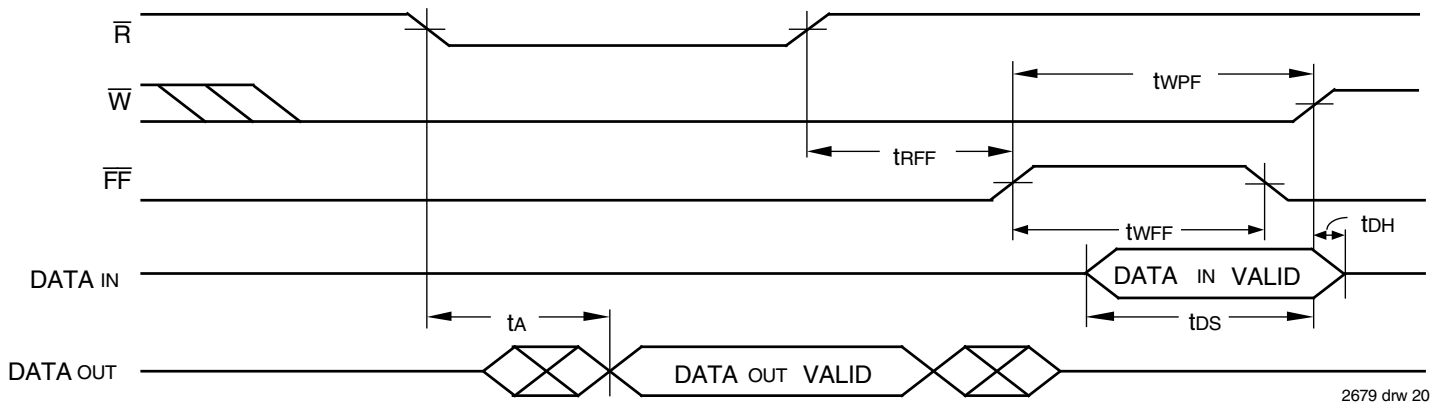 R̅
tWPF
W̅
tRFF
F̅F̅
tWFF
tDH
DATA IN
DATA IN VALID
tA
tDS
DATA OUT
DATA OUT VALID
2679 drw 20